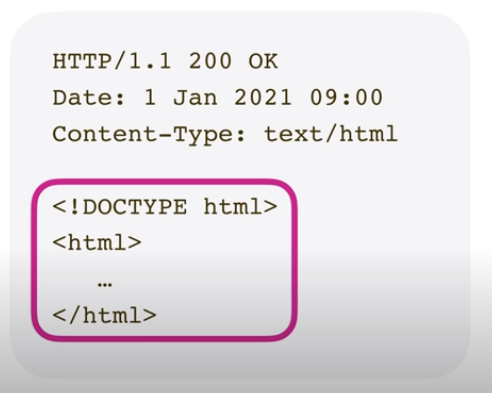 HTTP/1.1 200 OK
Date: 1 Jan 2021 09:00
Content-Type: text/html
<!DOCTYPE html>
<html>
…
</html>